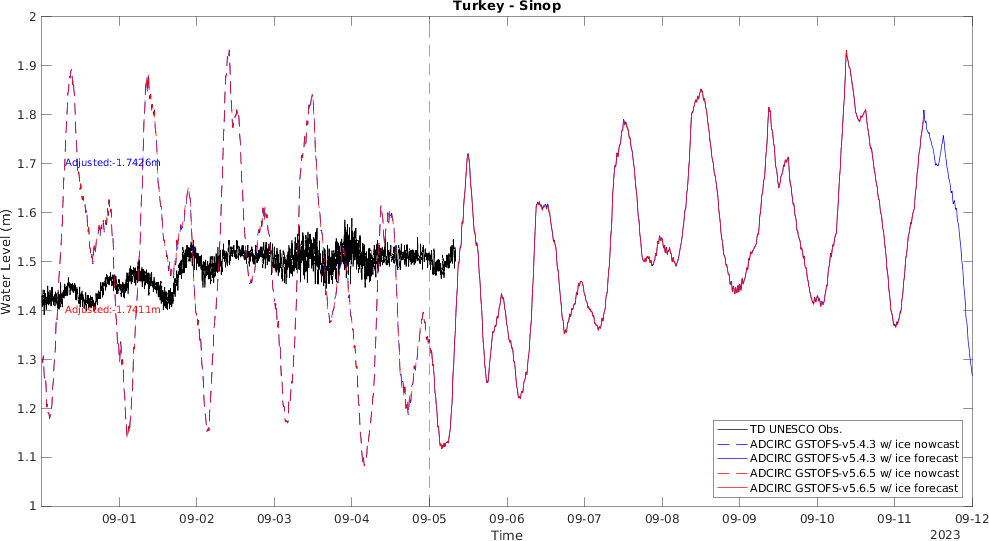 Turkey - Sinop
2
1.9
1.8
1.7
1.6
1.5
1.4
1.3
1.2
1.1
1
Water Level (m)
Adjusted:-1.7426m
Adjusted:-1.7411m
TD UNESCO Obs.
ADCIRC GSTOFS-v5.4.3 w/ ice nowcast
ADCIRC GSTOFS-v5.4.3 w/ ice forecast
ADCIRC GSTOFS-v5.6.5 w/ ice nowcast
ADCIRC GSTOFS-v5.6.5 w/ ice forecast
09-01 09-02 09-03 09-04 09-05 09-06 09-07 09-08 09-09 09-10 09-11 09-12
Time
2023